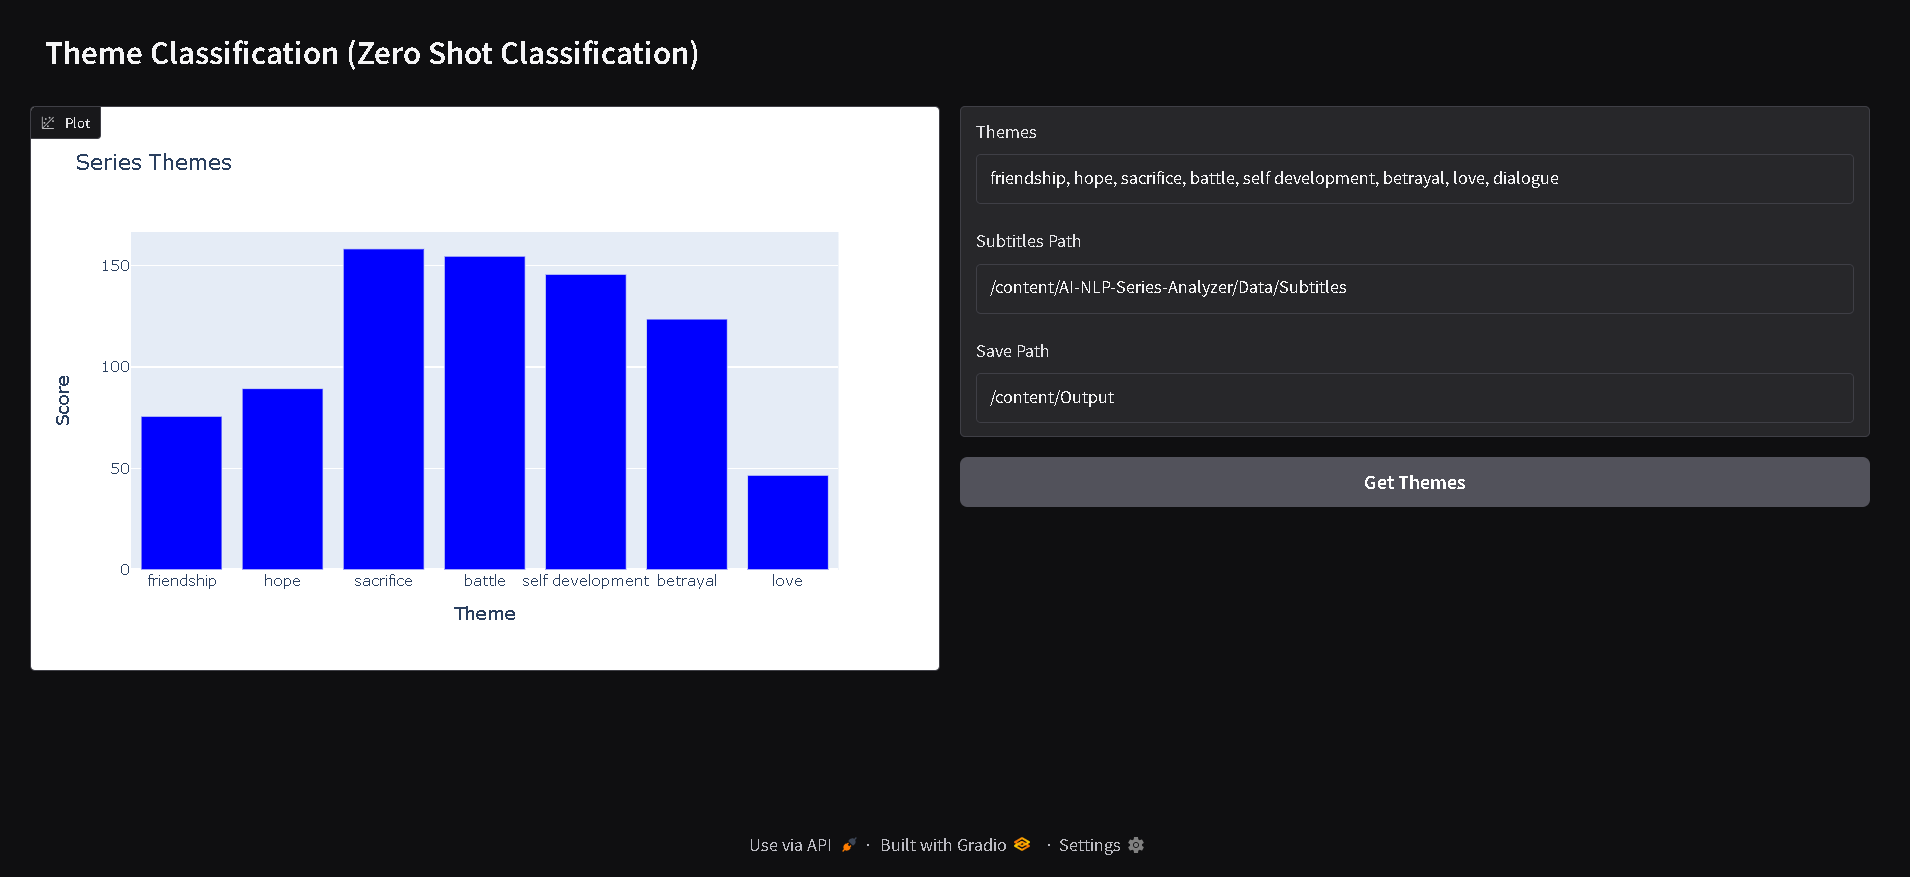 Theme Classification (Zero Shot Classification)
Plot
Series Themes
Score
150
100
50
0
friendship hope sacrifice battle self development betrayal love
Theme
Themes
friendship, hope, sacrifice, battle, self development, betrayal, love, dialogue
Subtitles Path
/content/AI-NLP-Series-Analyzer/Data/Subtitles
Save Path
/content/Output
Get Themes
Use via API · Built with Gradio · Settings